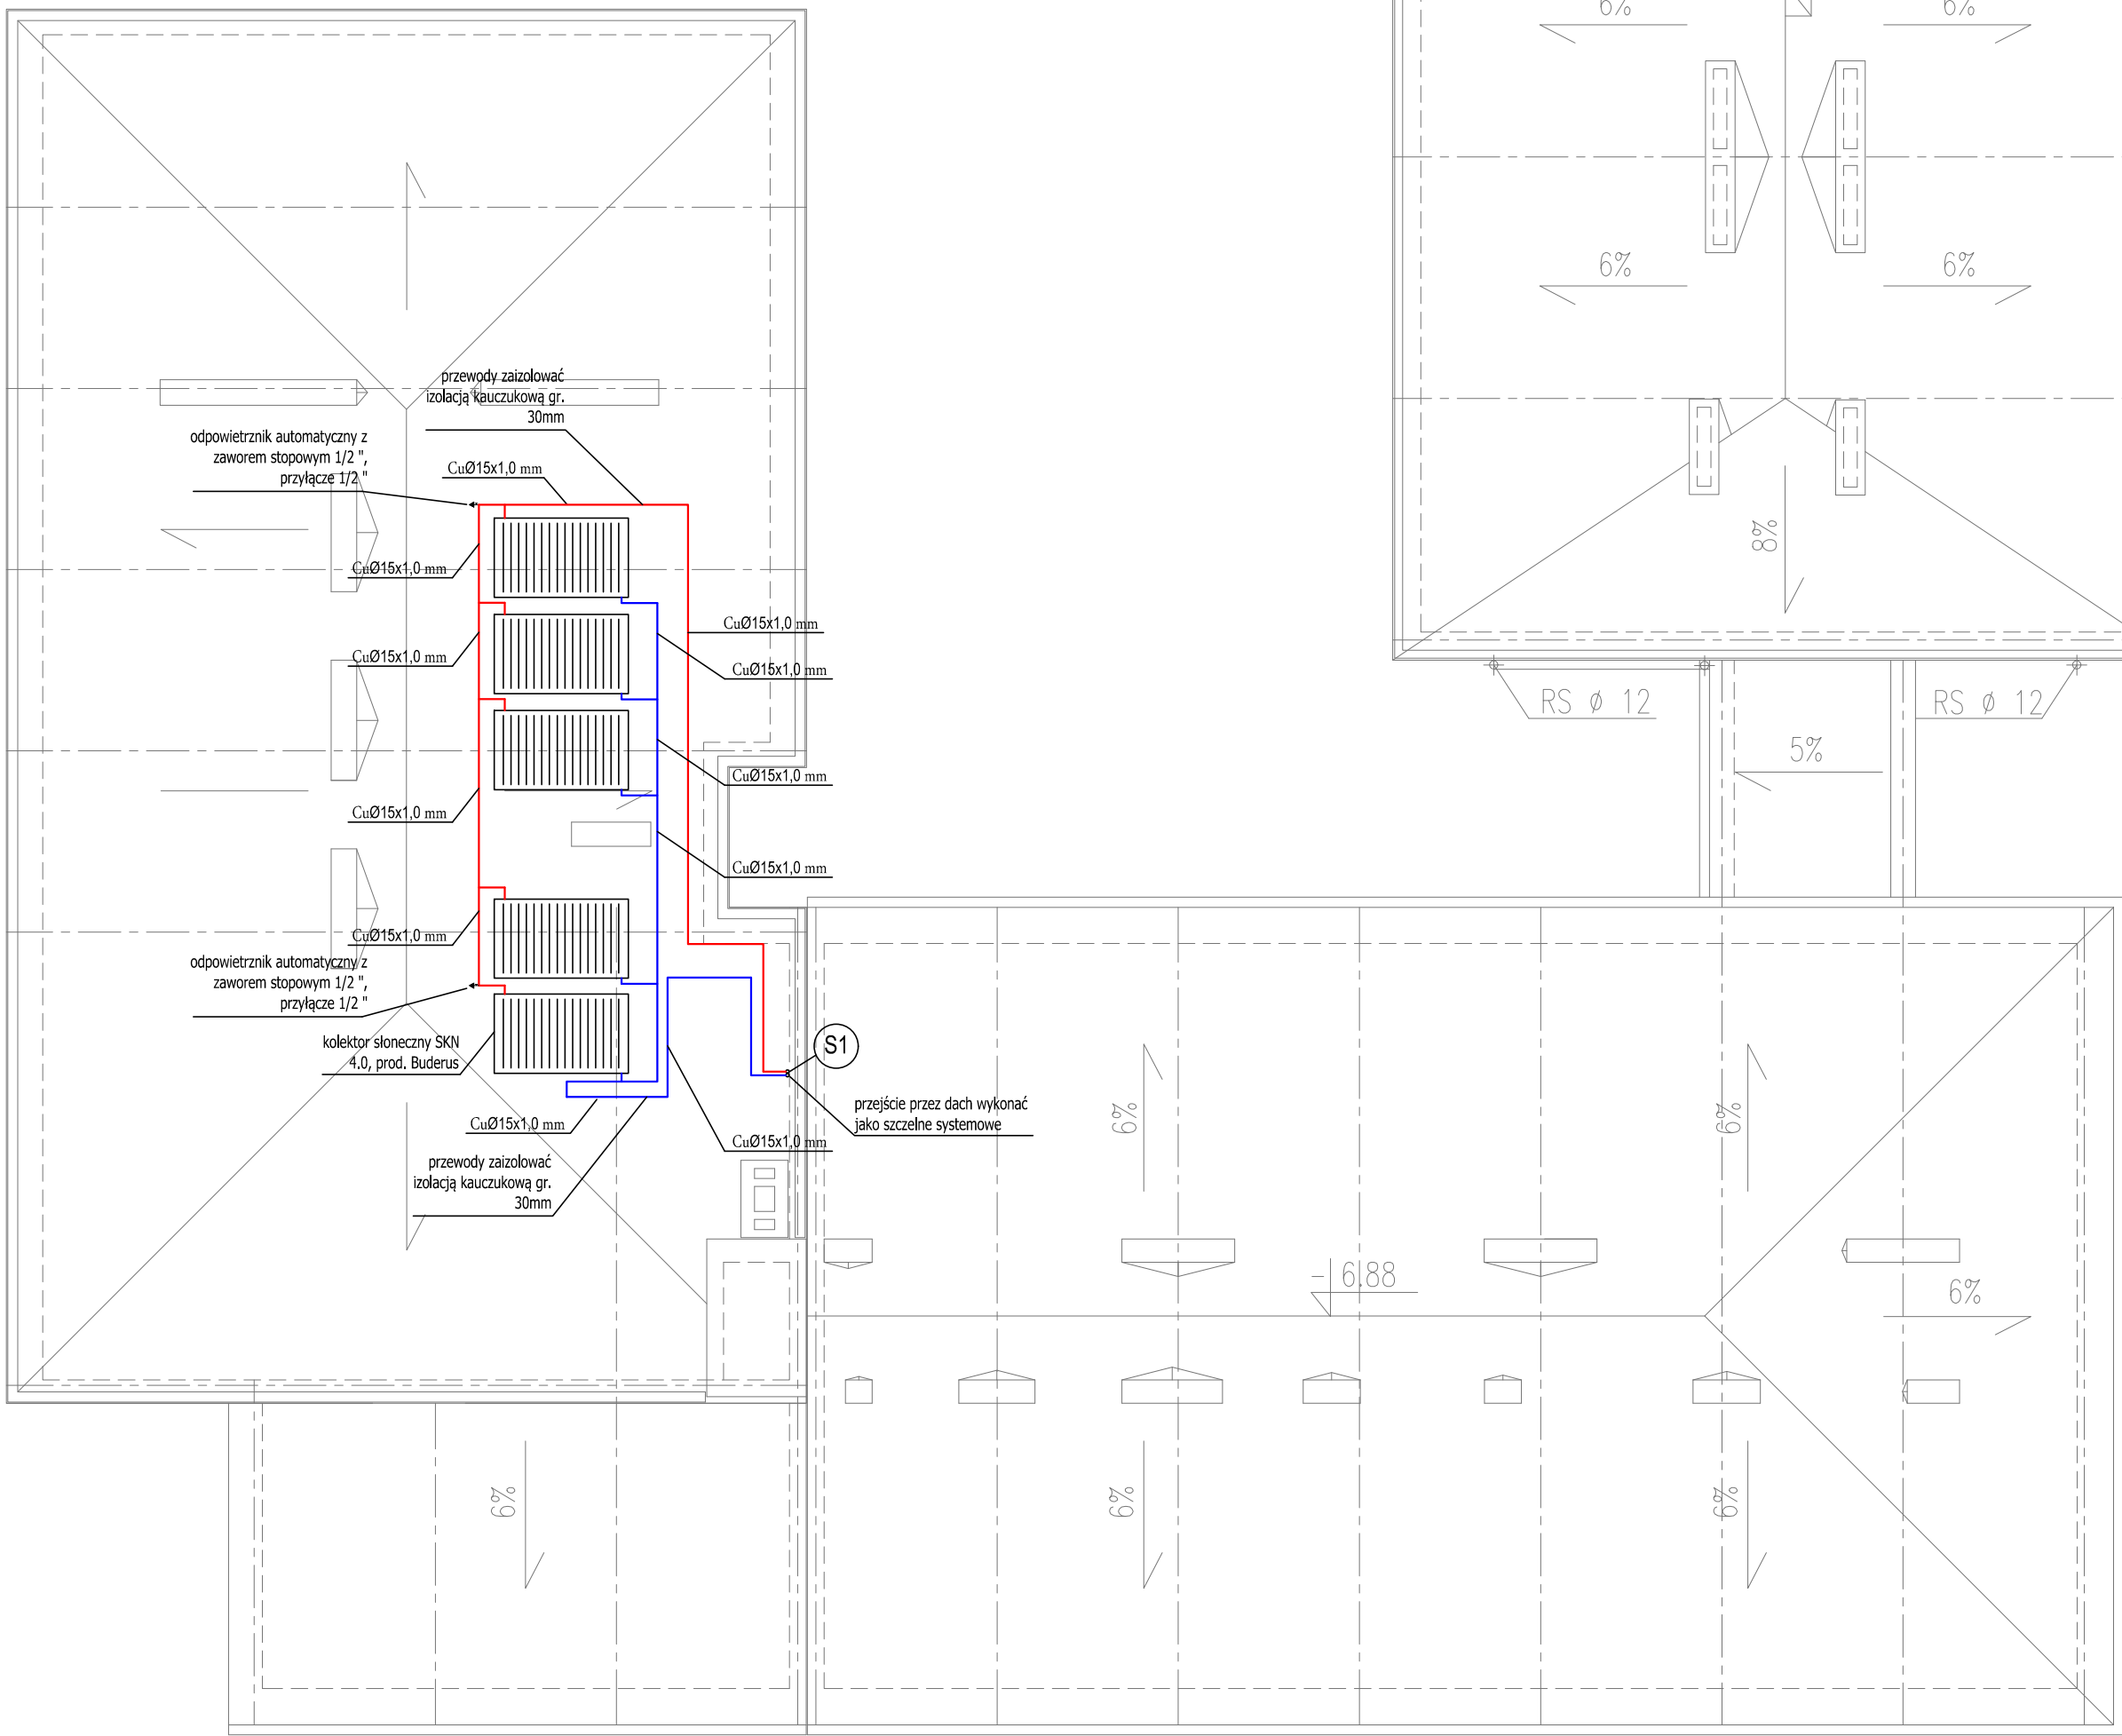 6%
6%
6%
6%
przewody zaizolować
izolacją kauczukową gr.
30mm
odpowietrznik automatyczny z
zaworem stopowym 1/2 ",
przyłącze 1/2 "
CuØ15x1,0 mm
CuØ15x1,0 mm
8%
CuØ15x1,0 mm
CuØ15x1,0 mm
CuØ15x1,0 mm
RS ϕ 12
RS ϕ 12
5%
CuØ15x1,0 mm
CuØ15x1,0 mm
CuØ15x1,0 mm
CuØ15x1,0 mm
odpowietrznik automatyczny z
zaworem stopowym 1/2 ",
przyłącze 1/2 "
kolektor słoneczny SKN
4.0, prod. Buderus
S1
przejście przez dach wykonać
jako szczelne systemowe
CuØ15x1,0 mm
CuØ15x1,0 mm
przewody zaizolować
izolacją kauczukową gr.
30mm
6%
6%
6.88
6%
6%
6%
6%